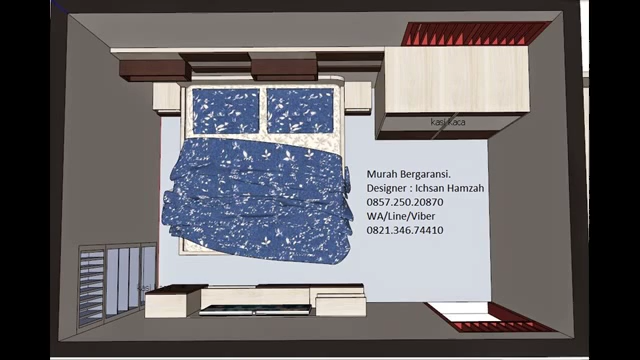 kasi kaca
Murah Bergaransi.
Designer : Ichsan Hamzah
0857.250.20870
WA/Line/Viber
0821.346.74410